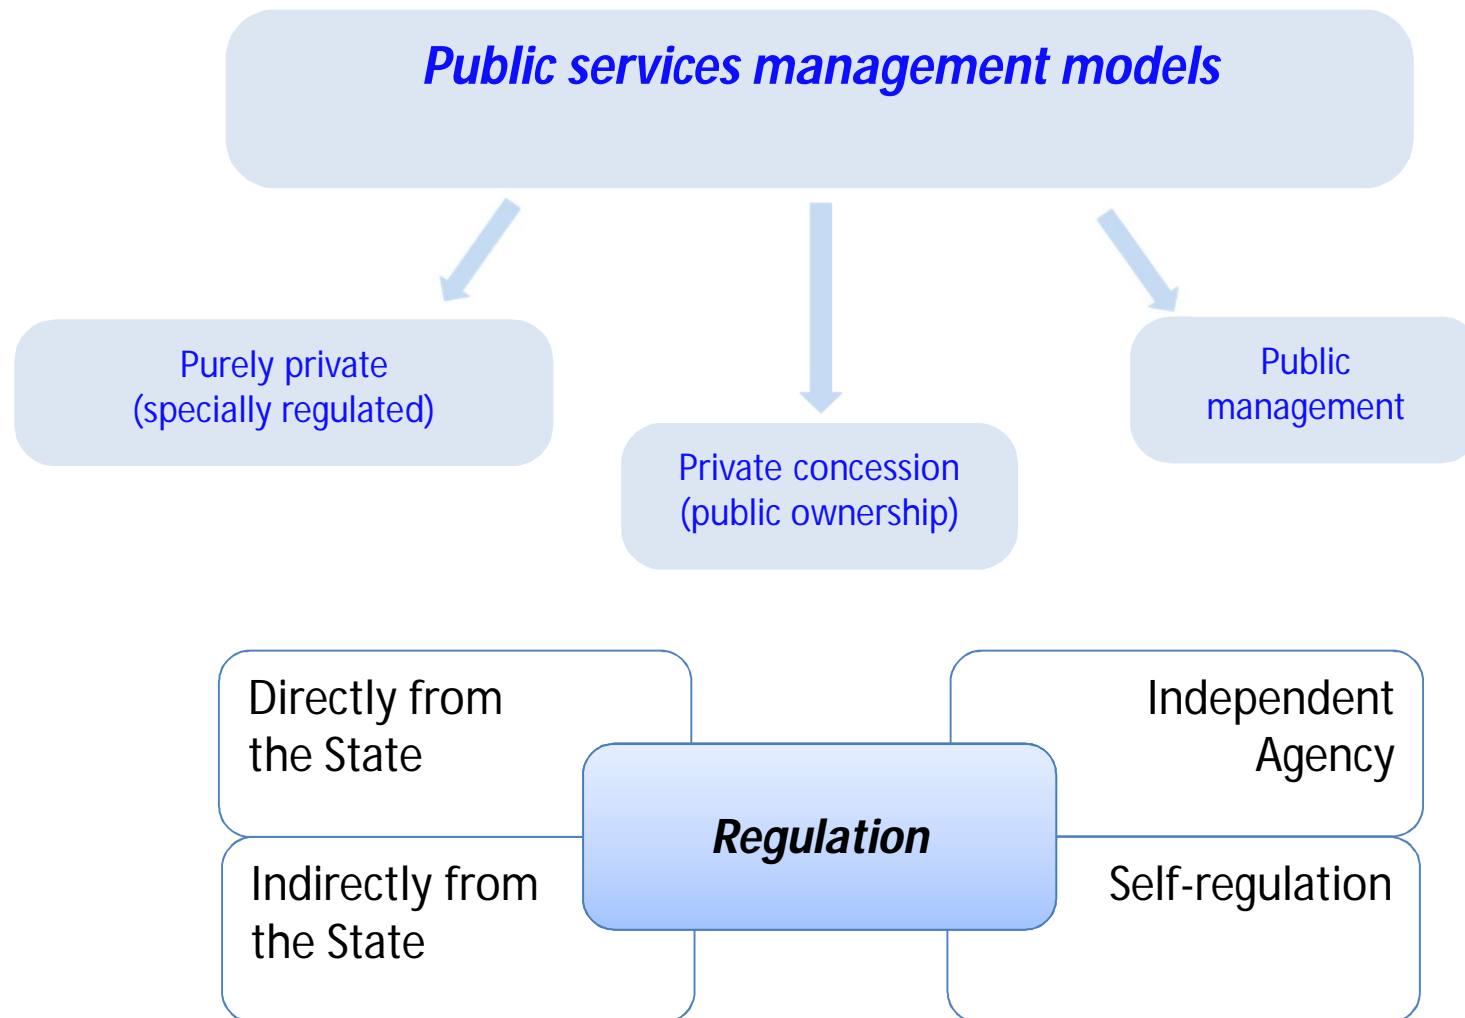 Public services management models
Purely private
(specially regulated)
Private concession
(public ownership)
Public
management
Directly from
the State
Independent
Agency
Regulation
Indirectly from
the State
Self-regulation